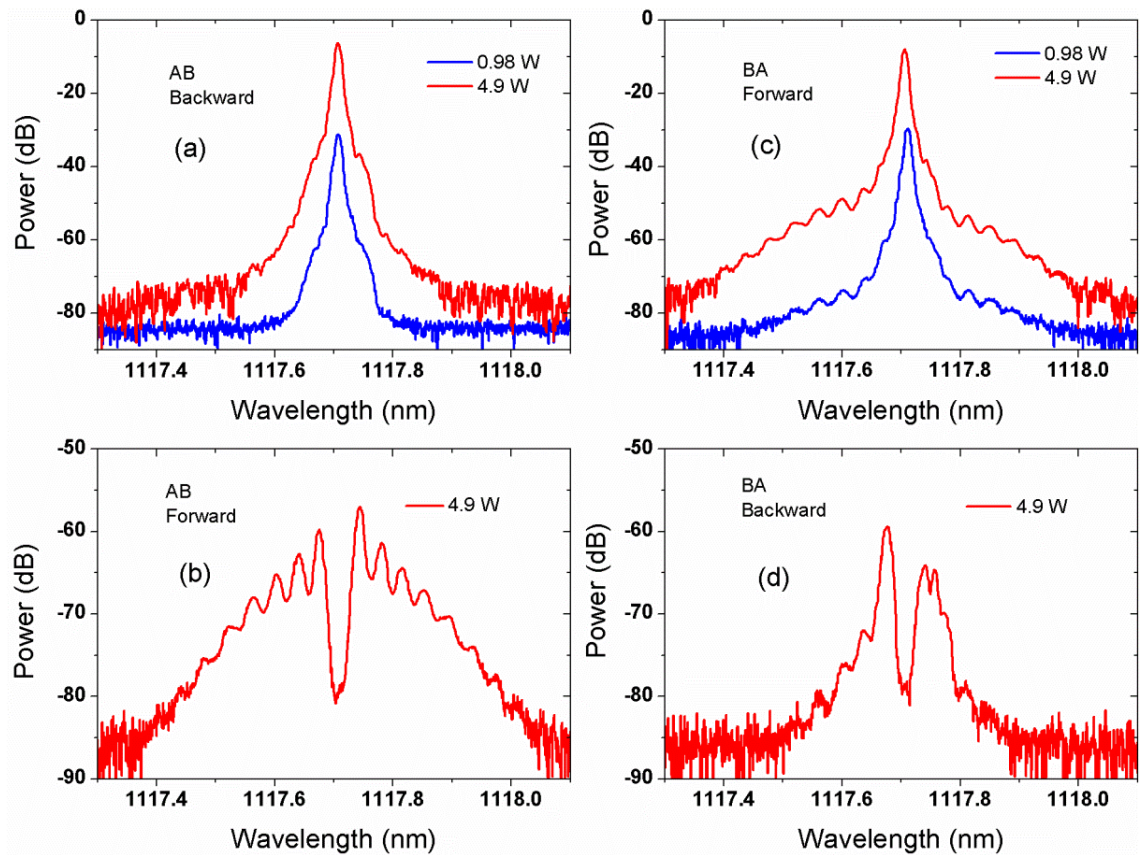 0
-20
-40
-60
-80
Power (dB)
AB
Backward
(a)
0.98 W
4.9 W
1117.4 1117.6 1117.8 1118.0
Wavelength (nm)
0
-20
-40
-60
-80
Power (dB)
BA
Forward
(c)
0.98 W
4.9 W
1117.4 1117.6 1117.8 1118.0
Wavelength (nm)
-50
-60
-70
-80
-90
Power (dB)
AB
Forward
(b)
4.9 W
1117.4 1117.6 1117.8 1118.0
Wavelength (nm)
-50
-60
-70
-80
-90
Power (dB)
BA
Backward
(d)
4.9 W
1117.4 1117.6 1117.8 1118.0
Wavelength (nm)